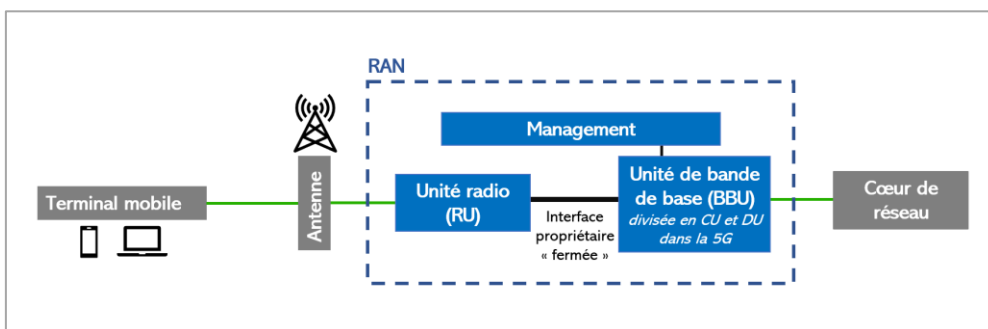 RAN
Management
Terminal mobile
Antenne
Unité radio
(RU)
Interface
propriétaire
« fermée »
Unité de bande
de base (BBU)
divisée en CU et DU
dans la 5G
Cœur de
réseau